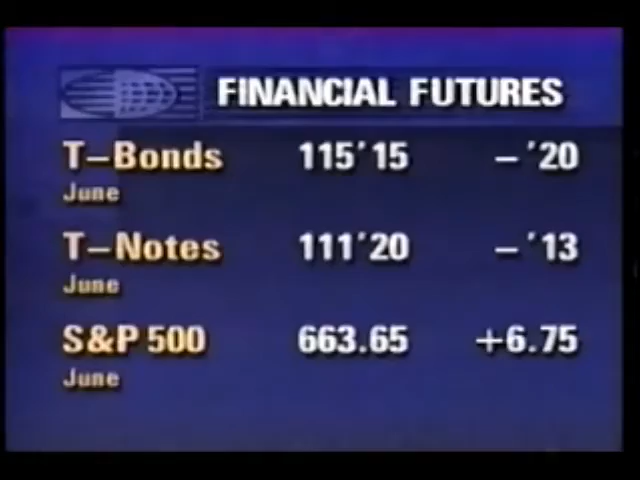 FINANCIAL FUTURES
T–Bonds 115'15 –'20
June
T–Notes 111'20 –'13
June
S&P 500 663.65 +6.75
June